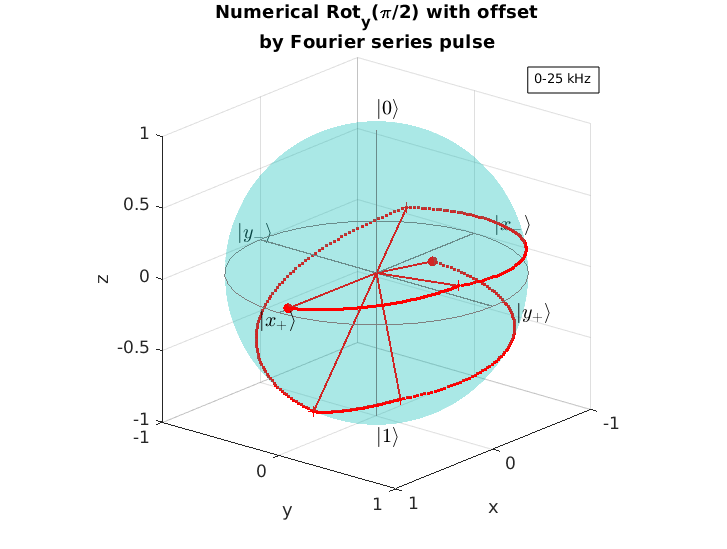 Numerical Rot_y(π/2) with offset
by Fourier series pulse
0-25 kHz
|0⟩
|y₋⟩
|x₋⟩
|x₊⟩
|y₊⟩
|1⟩
1
0.5
0
-0.5
-1
z
-1
0
1
y
1
0
-1
x